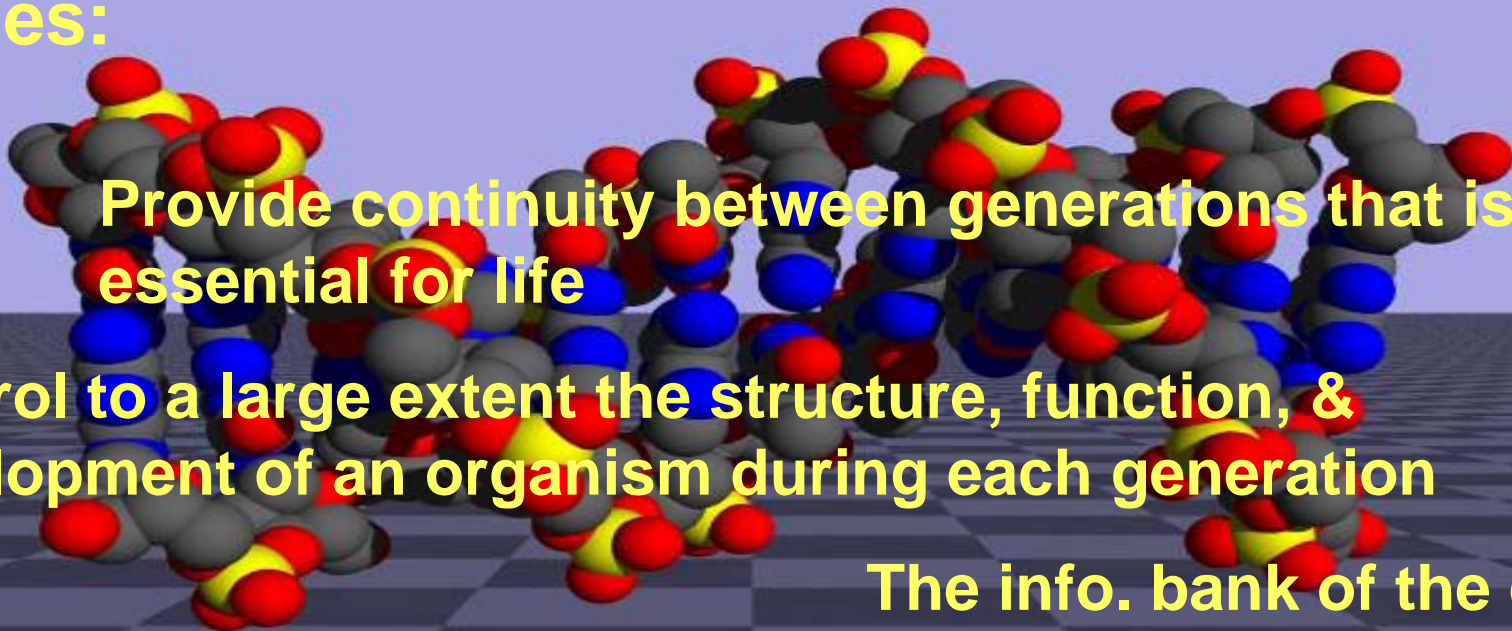 es:
Provide continuity between generations that is
essential for life
rol to a large extent the structure, function, &
lopment of an organism during each generation
The info. bank of the